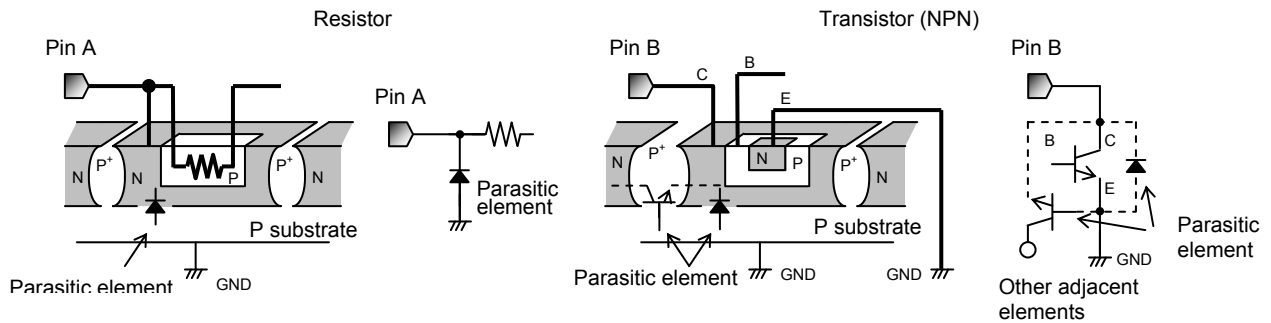 Resistor
Pin A
N
P+
N
P
P+
N
P substrate
Parasitic element
GND
Pin A
Parasitic
element
Transistor (NPN)
Pin B
C
B
E
N
P+
N
N
P
P+
N
P substrate
Parasitic element
GND
GND
Pin B
B
C
E
Parasitic
element
GND
Other adjacent
elements